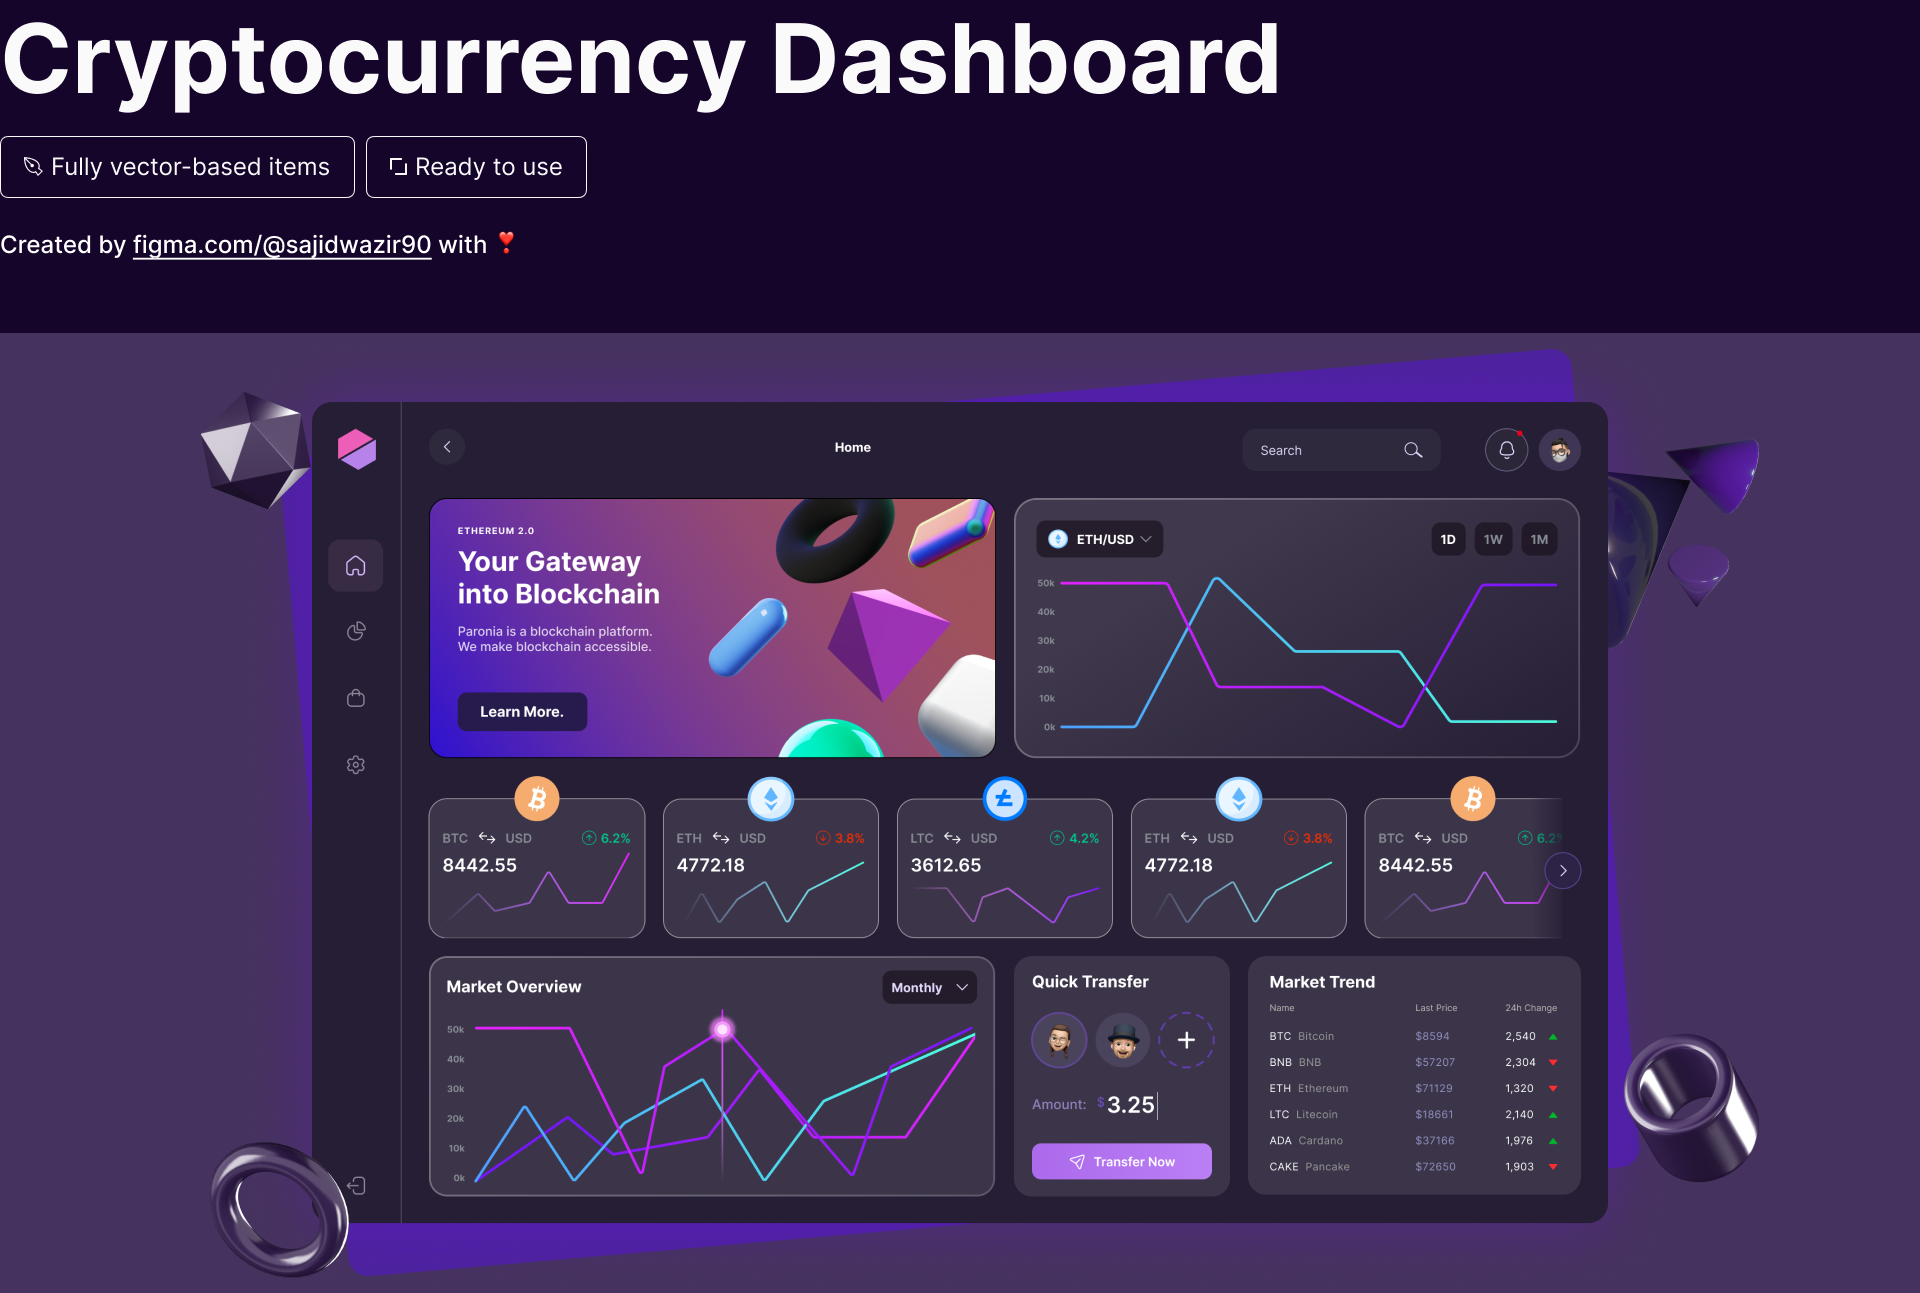 Cryptocurrency Dashboard
Fully vector-based items
Ready to use
Created by figma.com/@sajidwazir90 with ❣️
Home
Search
ETHEREUM 2.0
Your Gateway
into Blockchain
Paronia is a blockchain platform.
We make blockchain accessible.
Learn More.
ETH/USD
1D 1W 1M
50k
40k
30k
20k
10k
0k
BTC USD 6.2%
8442.55
ETH USD 3.8%
4772.18
LTC USD 4.2%
3612.65
ETH USD 3.8%
4772.18
BTC USD 6.2%
8442.55
Market Overview
Monthly
50k
40k
30k
20k
10k
0k
Quick Transfer
Amount: $3.25
Transfer Now
Market Trend
Name Last Price 24h Change
BTC Bitcoin $8594 2,540
BNB BNB $57207 2,304
ETH Ethereum $71129 1,320
LTC Litecoin $18661 2,140
ADA Cardano $37166 1,976
CAKE Pancake $72650 1,903